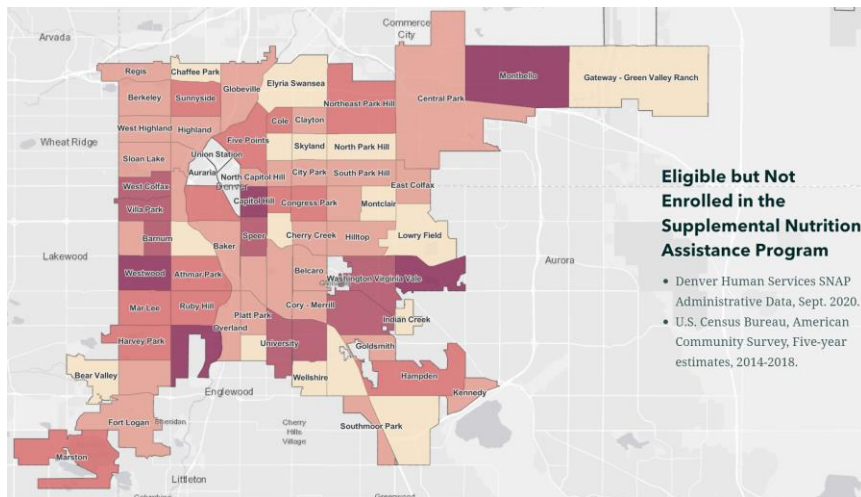 Arvada
Commerce
City
Regis
Chaffee Park
Elyria Swansea
Montbello
Gateway - Green Valley Ranch
Berkeley
Sunnyside
Globeville
Northeast Park Hill
Central Park
West Highland
Highland
Cole
Clayton
Wheat Ridge
Five Points
Skyland
North Park Hill
Sloan Lake
Union Station
Auraria
North Capitol Hill
City Park
South Park Hill
West Colfax
Denver
East Colfax
Villa Park
Capitol Hill
Congress Park
Montclair
Barnum
Baker
Speer
Cherry Creek
Hilltop
Lowry Field
Lakewood
Westwood
Athmar Park
Belcaro
Washington Virginia Vale
Aurora
Mar Lee
Ruby Hill
Platt Park
Cory - Merrill
Indian Creek
Overland
Harvey Park
University
Goldsmith
Bear Valley
Englewood
Wellshire
Hampden
Kennedy
Fort Logan
Sheridan
Cherry
Hills
Village
Southmoor Park
Marston
Littleton
Eligible but Not
Enrolled in the
Supplemental Nutrition
Assistance Program
• Denver Human Services SNAP
Administrative Data, Sept. 2020.
• U.S. Census Bureau, American
Community Survey, Five-year
estimates, 2014-2018.